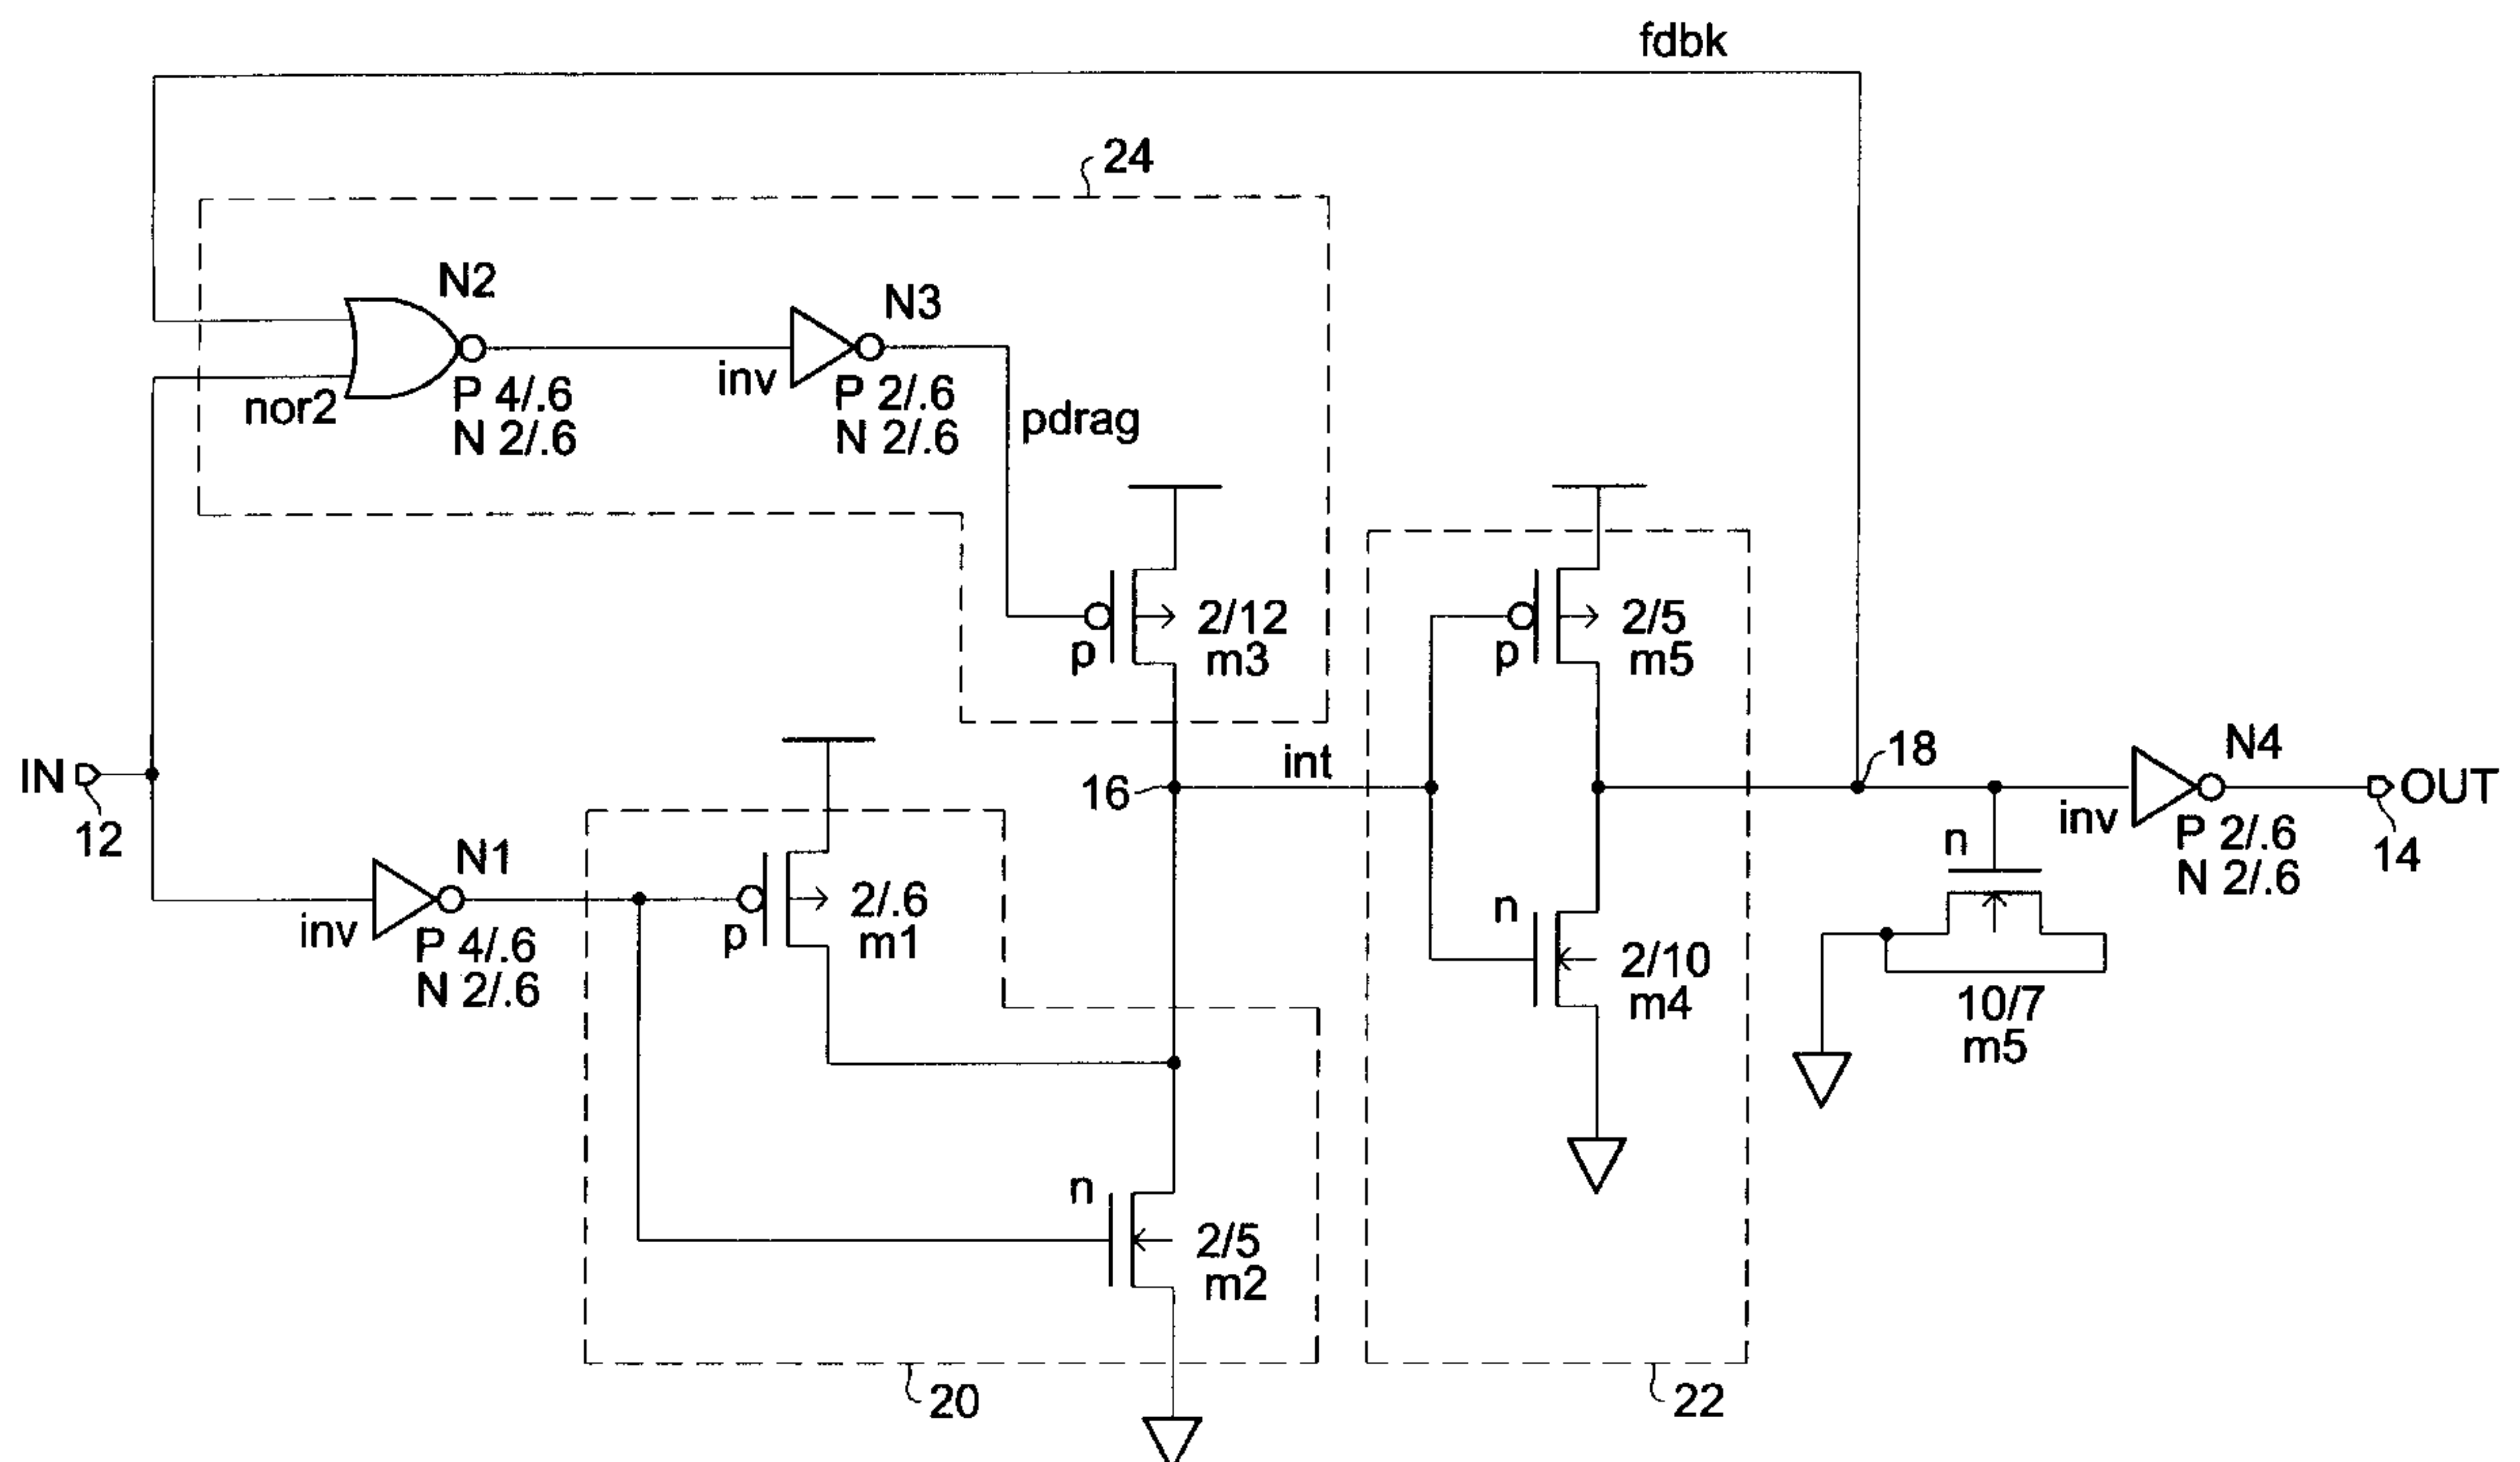 fdbk
24
N2
N3
nor2
P 4/.6
N 2/.6
inv
P 2/.6
N 2/.6
pdrag
p
2/12
m3
p
2/5
m5
IN
12
16
int
18
N4
OUT
inv
P 2/.6
N 2/.6
14
N1
inv
P 4/.6
N 2/.6
p
2/.6
m1
n
2/10
m4
n
10/7
m5
n
2/5
m2
20
22